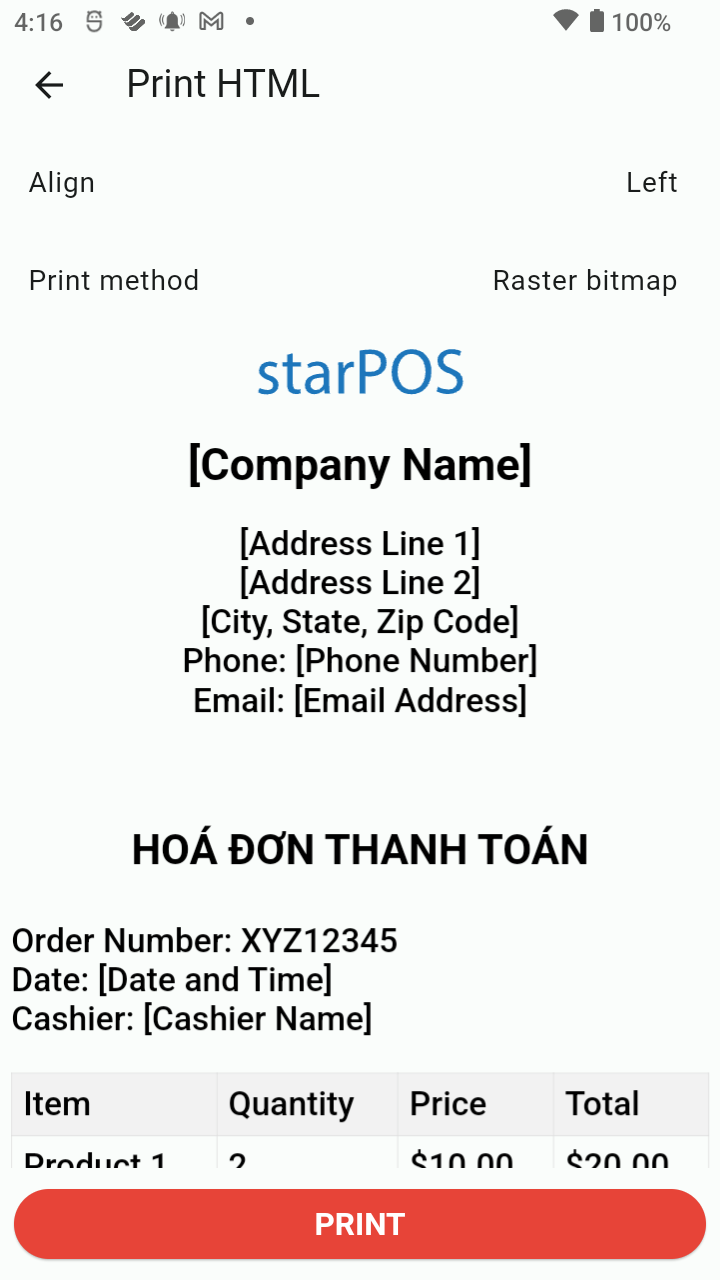 4:16 100%
Print HTML
Align Left
Print method Raster bitmap
starPOS
[Company Name]
[Address Line 1]
[Address Line 2]
[City, State, Zip Code]
Phone: [Phone Number]
Email: [Email Address]
HOÁ ĐƠN THANH TOÁN
Order Number: XYZ12345
Date: [Date and Time]
Cashier: [Cashier Name]
Item Quantity Price Total
Product 1 2 $10.00 $20.00
PRINT